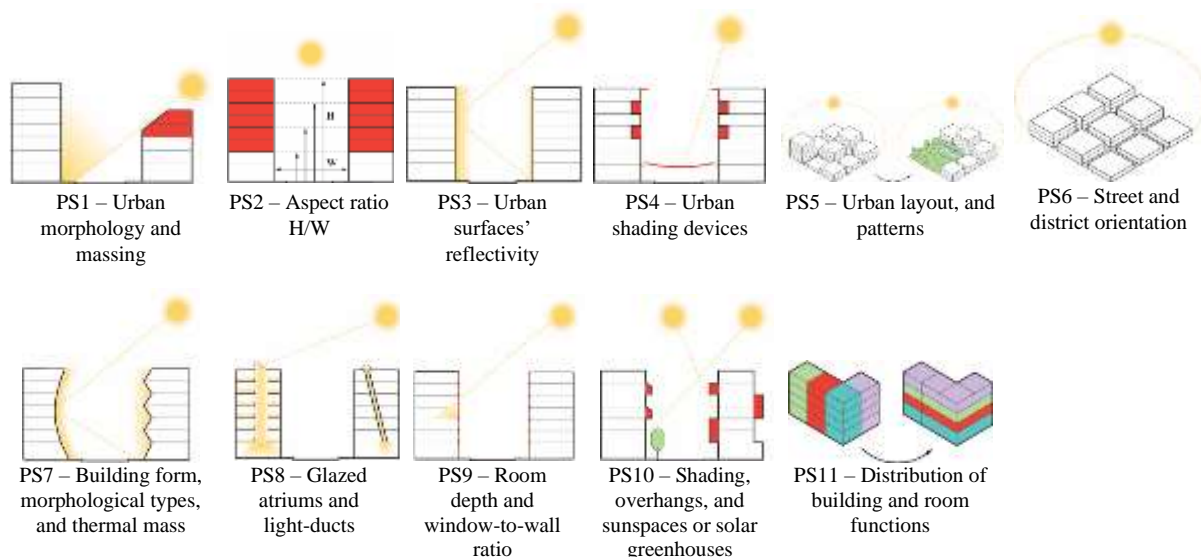 H
W
PS1 – Urban
morphology and
massing
PS2 – Aspect ratio
H/W
PS3 – Urban
surfaces’
reflectivity
PS4 – Urban
shading devices
PS5 – Urban layout, and
patterns
PS6 – Street and
district orientation
PS7 – Building form,
morphological types,
and thermal mass
PS8 – Glazed
atriums and
light-ducts
PS9 – Room
depth and
window-to-wall
ratio
PS10 – Shading,
overhangs, and
sunspaces or solar
greenhouses
PS11 – Distribution of
building and room
functions